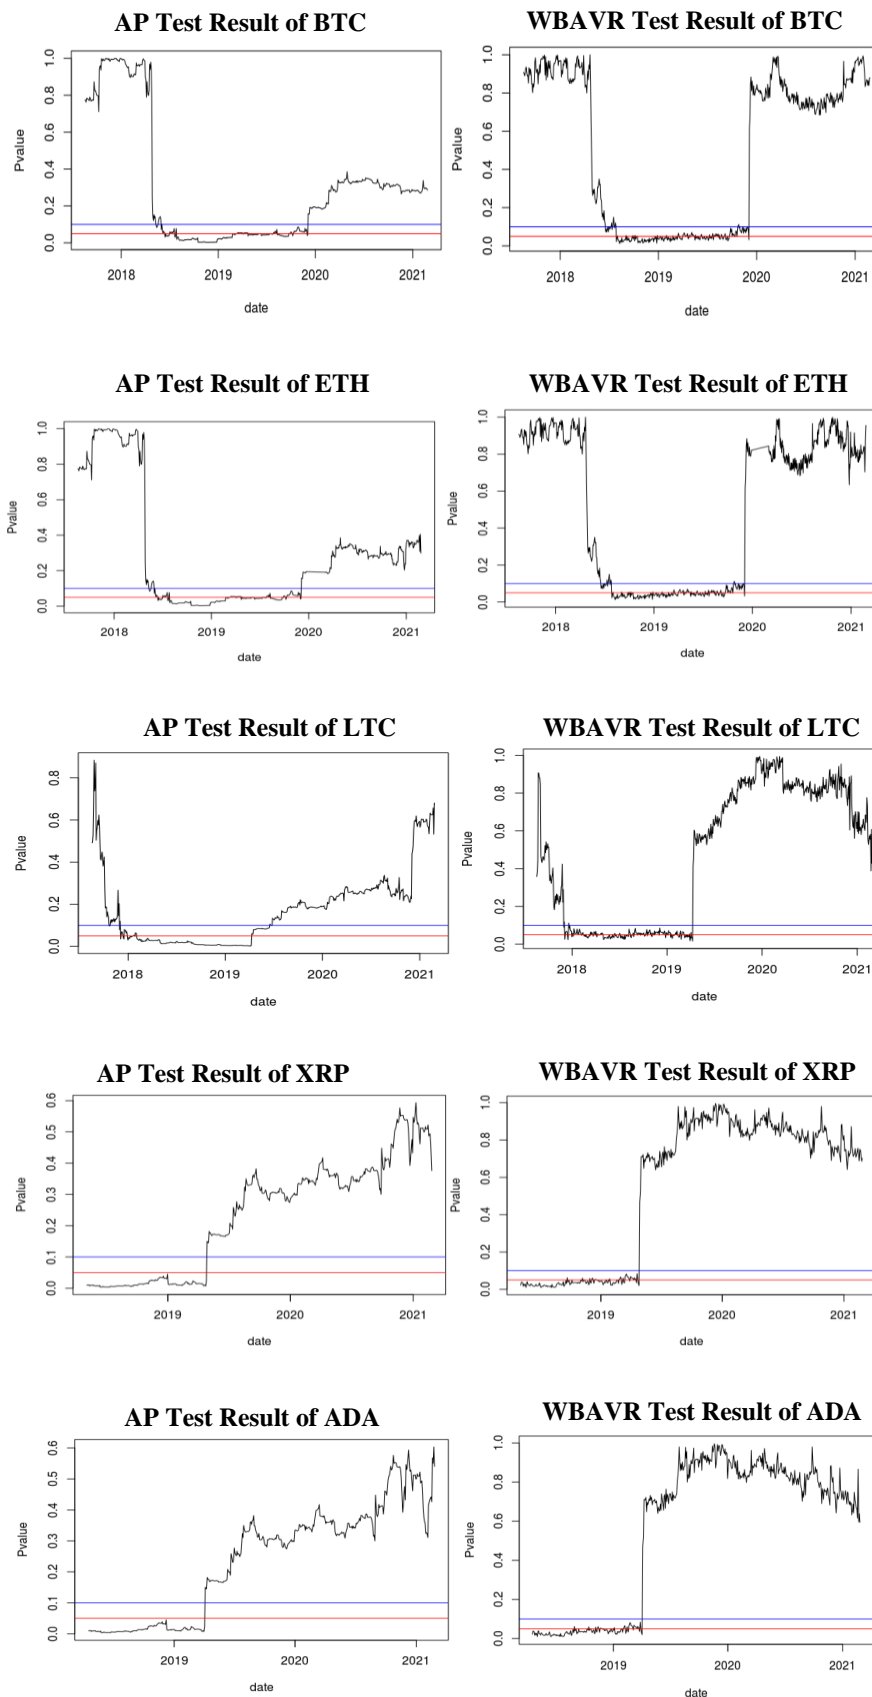 AP Test Result of BTC
WBAVR Test Result of BTC
Pvalue
0.0 0.2 0.4 0.6 0.8 1.0
2018 2019 2020 2021
date
Pvalue
0.0 0.2 0.4 0.6 0.8 1.0
2018 2019 2020 2021
date
AP Test Result of ETH
WBAVR Test Result of ETH
Pvalue
0.0 0.2 0.4 0.6 0.8 1.0
2018 2019 2020 2021
date
Pvalue
0.0 0.2 0.4 0.6 0.8 1.0
2018 2019 2020 2021
date
AP Test Result of LTC
WBAVR Test Result of LTC
Pvalue
0.0 0.2 0.4 0.6 0.8
2018 2019 2020 2021
date
Pvalue
0.0 0.2 0.4 0.6 0.8 1.0
2018 2019 2020 2021
date
AP Test Result of XRP
WBAVR Test Result of XRP
Pvalue
0.0 0.1 0.2 0.3 0.4 0.5 0.6
2019 2020 2021
date
Pvalue
0.0 0.2 0.4 0.6 0.8 1.0
2019 2020 2021
date
AP Test Result of ADA
WBAVR Test Result of ADA
Pvalue
0.0 0.1 0.2 0.3 0.4 0.5 0.6
2019 2020 2021
date
Pvalue
0.0 0.2 0.4 0.6 0.8 1.0
2019 2020 2021
date